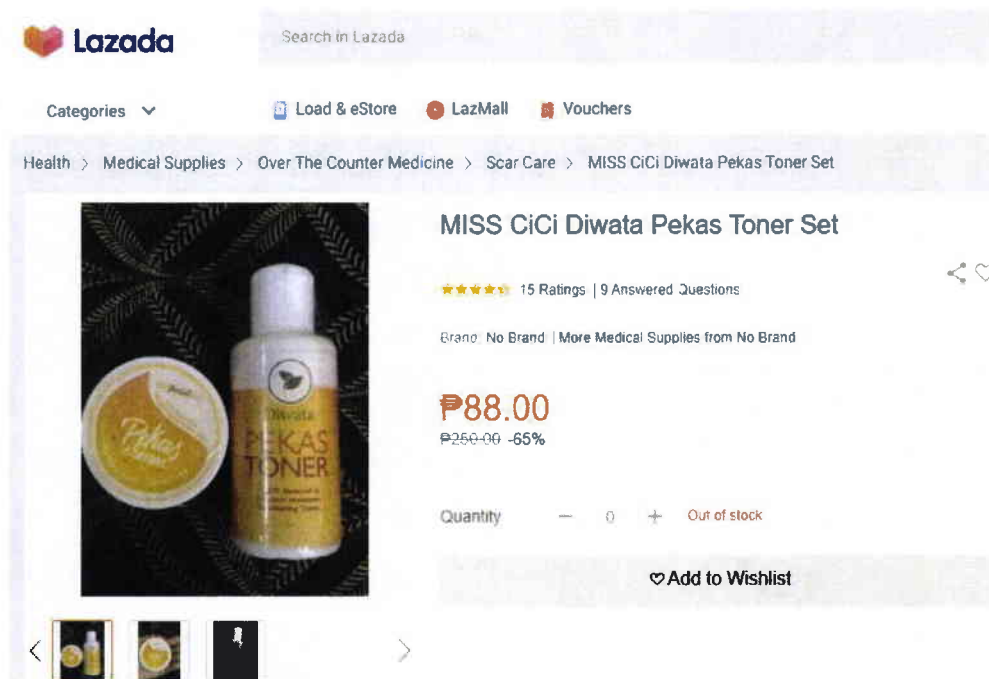 Lazada
Search in Lazada
Categories
Load & eStore
LazMall
Vouchers
Health > Medical Supplies > Over The Counter Medicine > Scar Care > MISS CiCi Diwata Pekas Toner Set
MISS CiCi Diwata Pekas Toner Set
15 Ratings | 9 Answered Questions
Brand: No Brand | More Medical Supplies from No Brand
₱88.00
₱250.00 -65%
Quantity − 0 + Out of stock
Add to Wishlist
Pekas
Diwata
PEKAS
TONER